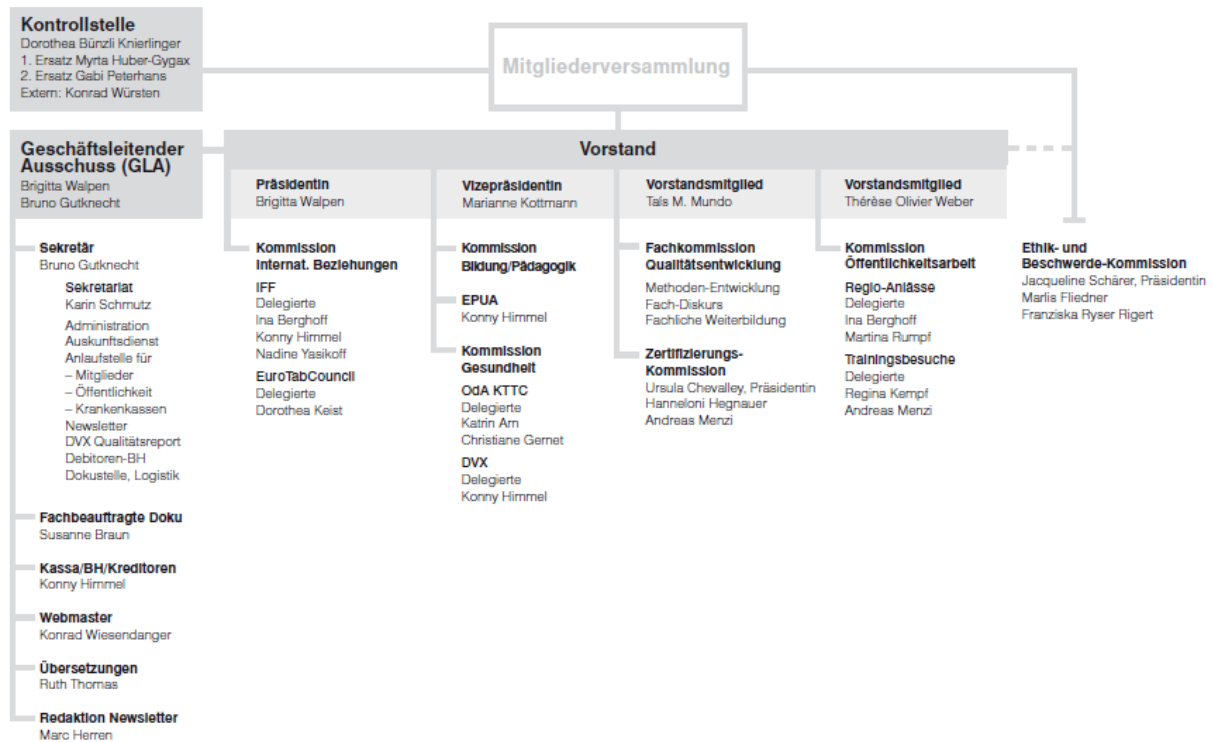 Kontrollstelle
Dorothea Bünzli Knierlinger
1. Ersatz Myrta Huber-Gygax
2. Ersatz Gabi Peterhans
Extern: Konrad Würsten
Mitgliederversammlung
Geschäftsleitender
Ausschuss (GLA)
Brigitta Walpen
Bruno Gutknecht
Vorstand
Präsidentin
Brigitta Walpen
Vizepräsidentin
Marianne Kottmann
Vorstandsmitglied
Taïs M. Mundo
Vorstandsmitglied
Thérèse Olivier Weber
Sekretär
Bruno Gutknecht
Sekretariat
Karin Schmutz
Administration
Auskunftsdienst
Anlaufstelle für
– Mitglieder
– Öffentlichkeit
– Krankenkassen
Newsletter
DVX Qualitätsreport
Debitoren-BH
Dokustelle, Logistik
Fachbeauftragte Doku
Susanne Braun
Kassa/BH/Kreditoren
Konny Himmel
Webmaster
Konrad Wiesendanger
Übersetzungen
Ruth Thomas
Redaktion Newsletter
Marc Herren
Kommission
Internat. Beziehungen
IFF
Delegierte
Ina Berghoff
Konny Himmel
Nadine Yasikoff
EuroTabCouncil
Delegierte
Dorothea Keist
Kommission
Bildung/Pädagogik
EPUA
Konny Himmel
Kommission
Gesundheit
OdA KTTC
Delegierte
Katrin Arn
Christiane Gernet
DVX
Delegierte
Konny Himmel
Fachkommission
Qualitätsentwicklung
Methoden-Entwicklung
Fach-Diskurs
Fachliche Weiterbildung
Zertifizierungs-
Kommission
Ursula Chevalley, Präsidentin
Hanneloni Hegnauer
Andreas Menzi
Kommission
Öffentlichkeitsarbeit
Regio-Anlässe
Delegierte
Ina Berghoff
Martina Rumpf
Trainingsbesuche
Delegierte
Regina Kempf
Andreas Menzi
Ethik- und
Beschwerde-Kommission
Jacqueline Schärer, Präsidentin
Marlis Fliedner
Franziska Ryser Rigert